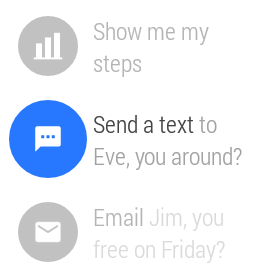 Show me my
steps
Send a text to
Eve, you around?
Email Jim, you
free on Friday?